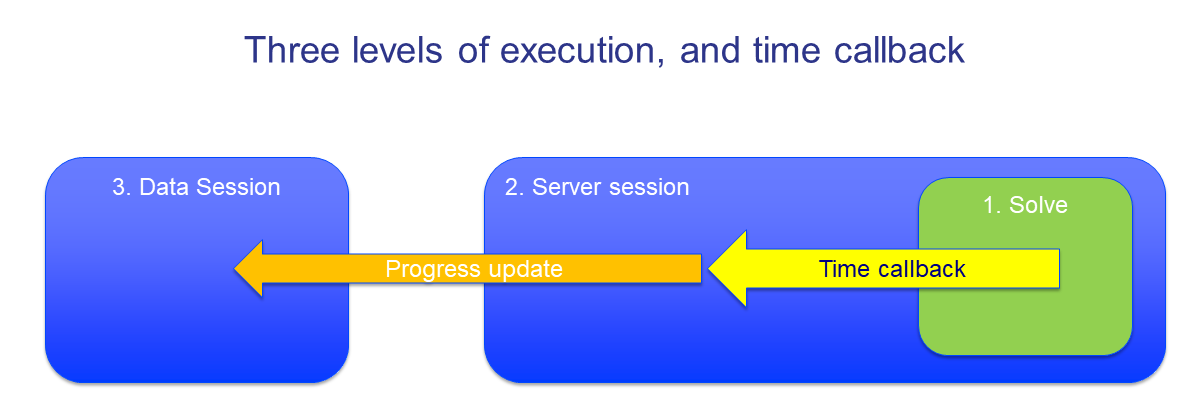 Three levels of execution, and time callback
3. Data Session
2. Server session
1. Solve
Progress update
Time callback